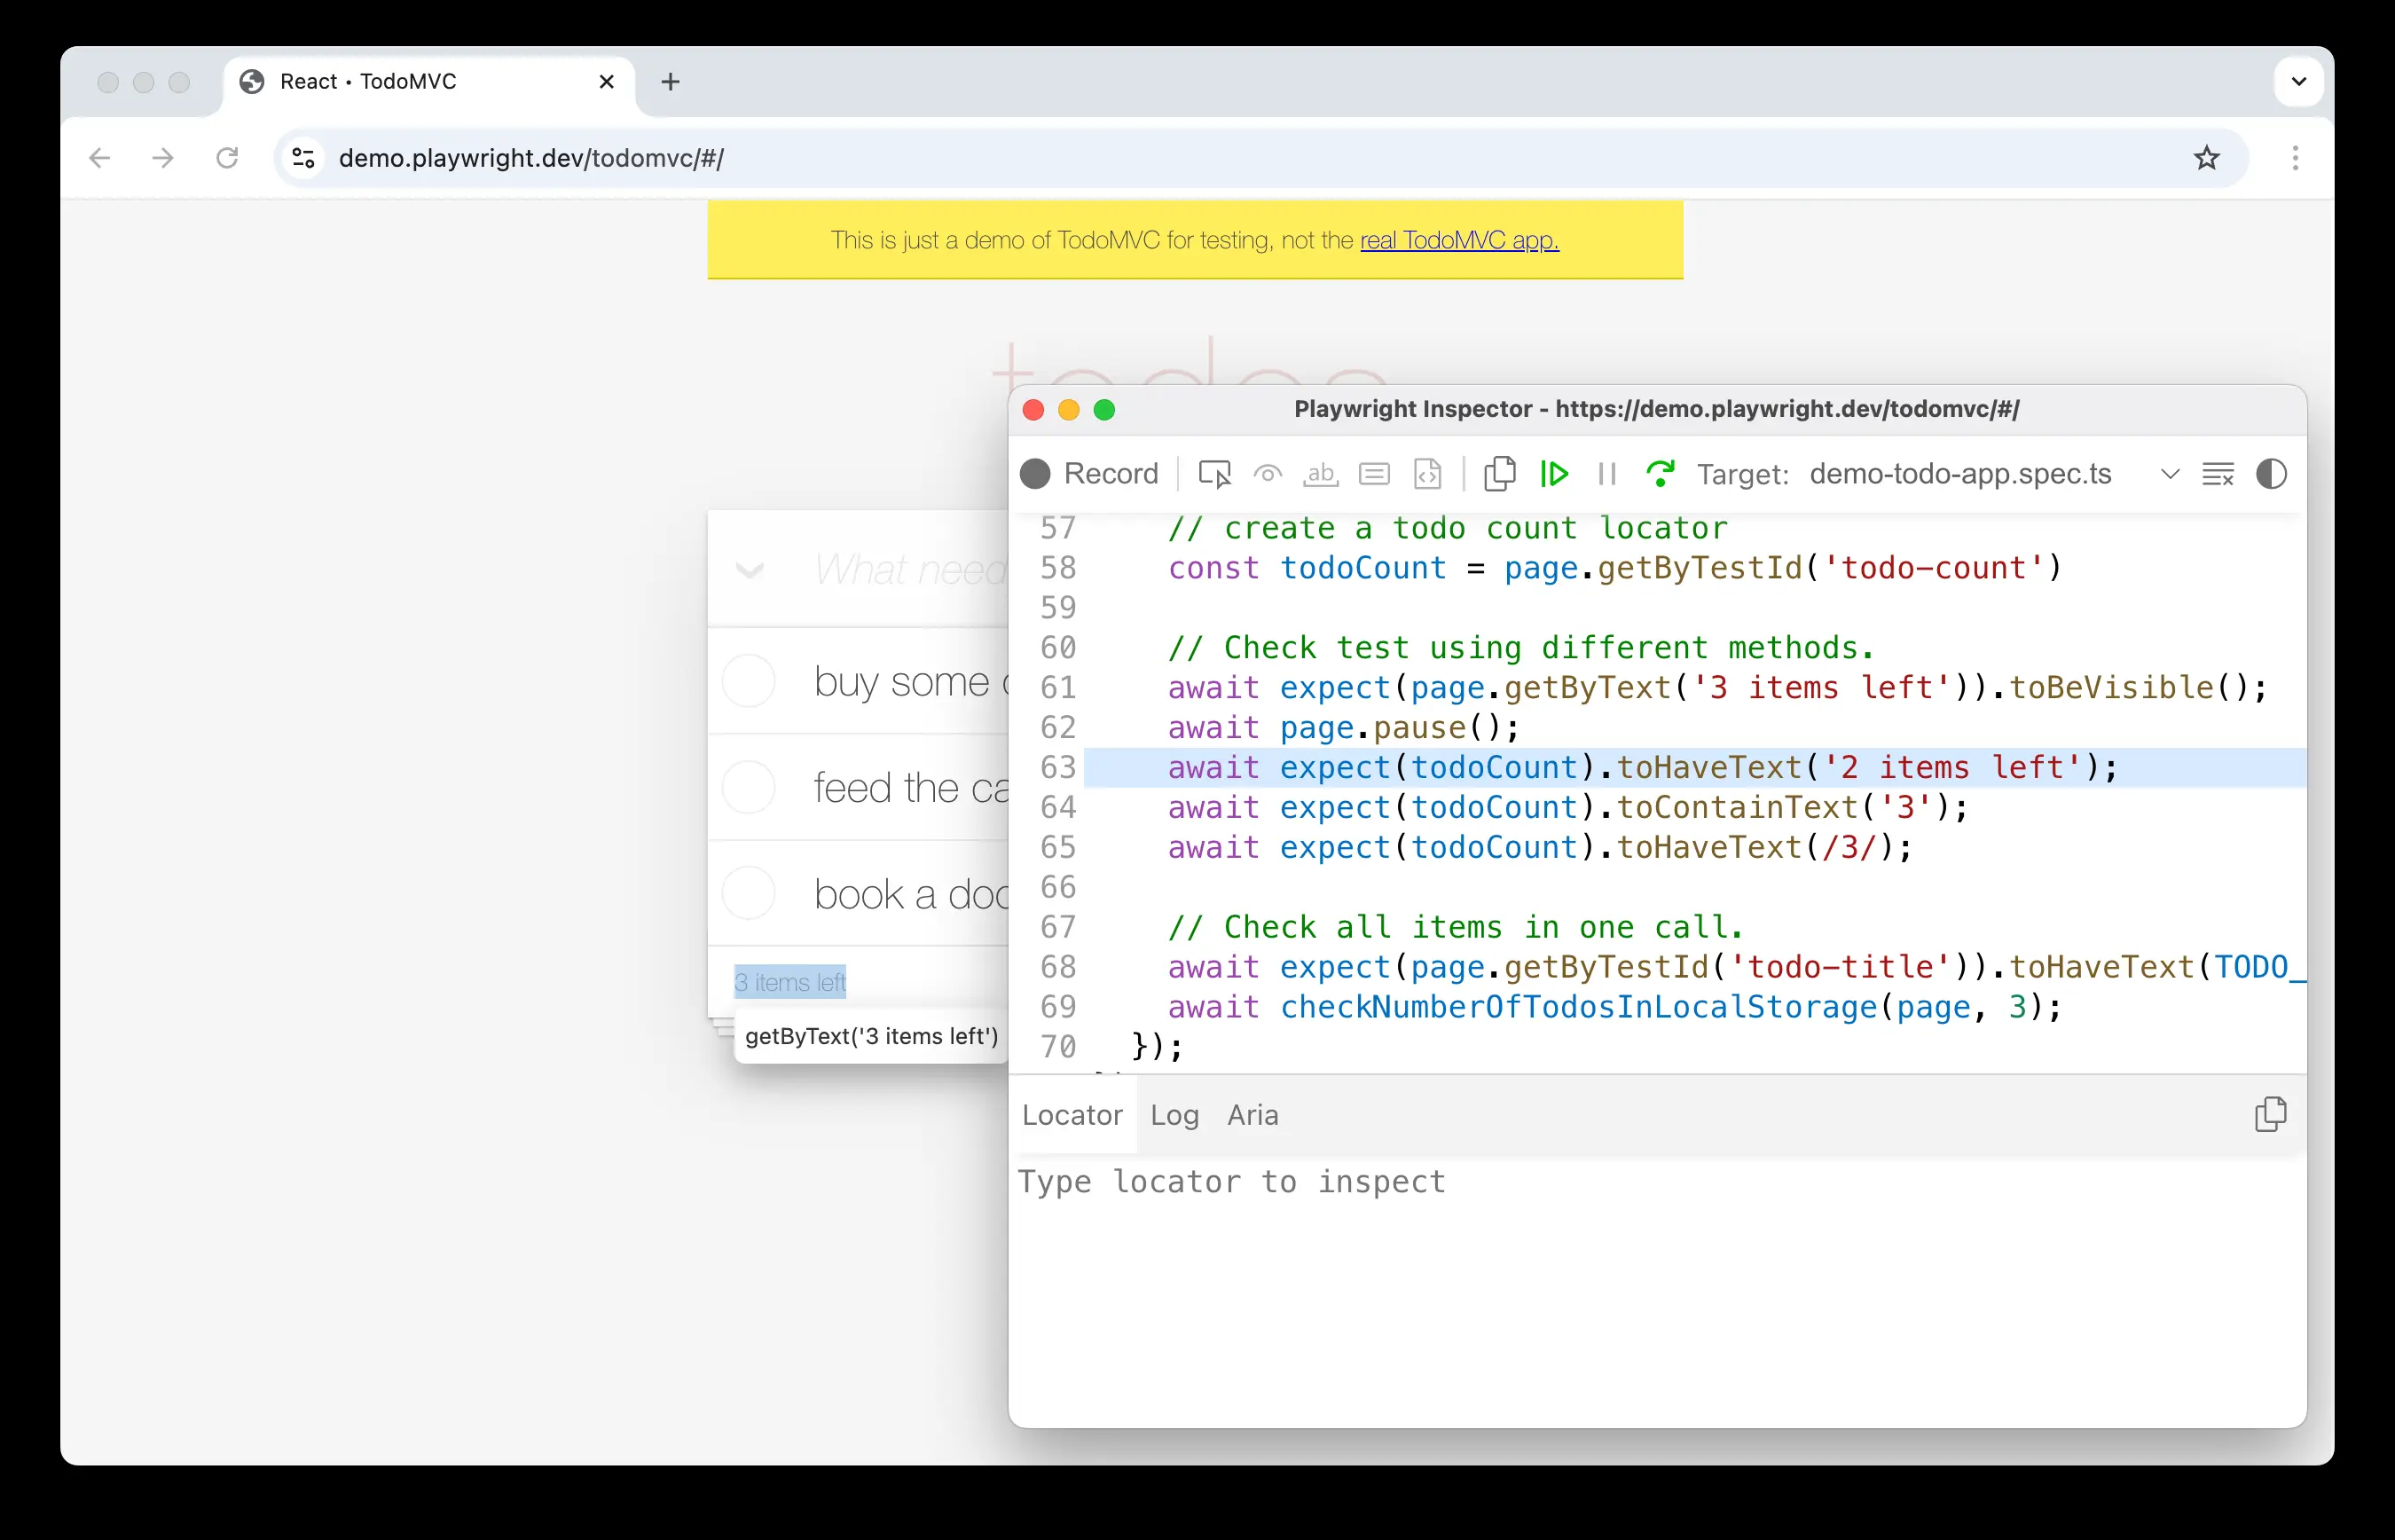 React • TodoMVC
demo.playwright.dev/todomvc/#/
This is just a demo of TodoMVC for testing, not the real TodoMVC app.
todos
What need
buy some
feed the ca
book a doc
3 items left
getByText('3 items left')
Playwright Inspector - https://demo.playwright.dev/todomvc/#/
Record
ab
Target: demo-todo-app.spec.ts
57 // create a todo count locator
58 const todoCount = page.getByTestId('todo-count')
59
60 // Check test using different methods.
61 await expect(page.getByText('3 items left')).toBeVisible();
62 await page.pause();
63 await expect(todoCount).toHaveText('2 items left');
64 await expect(todoCount).toContainText('3');
65 await expect(todoCount).toHaveText(/3/);
66
67 // Check all items in one call.
68 await expect(page.getByTestId('todo-title')).toHaveText(TODO_
69 await checkNumberOfTodosInLocalStorage(page, 3);
70 });
Locator Log Aria
Type locator to inspect